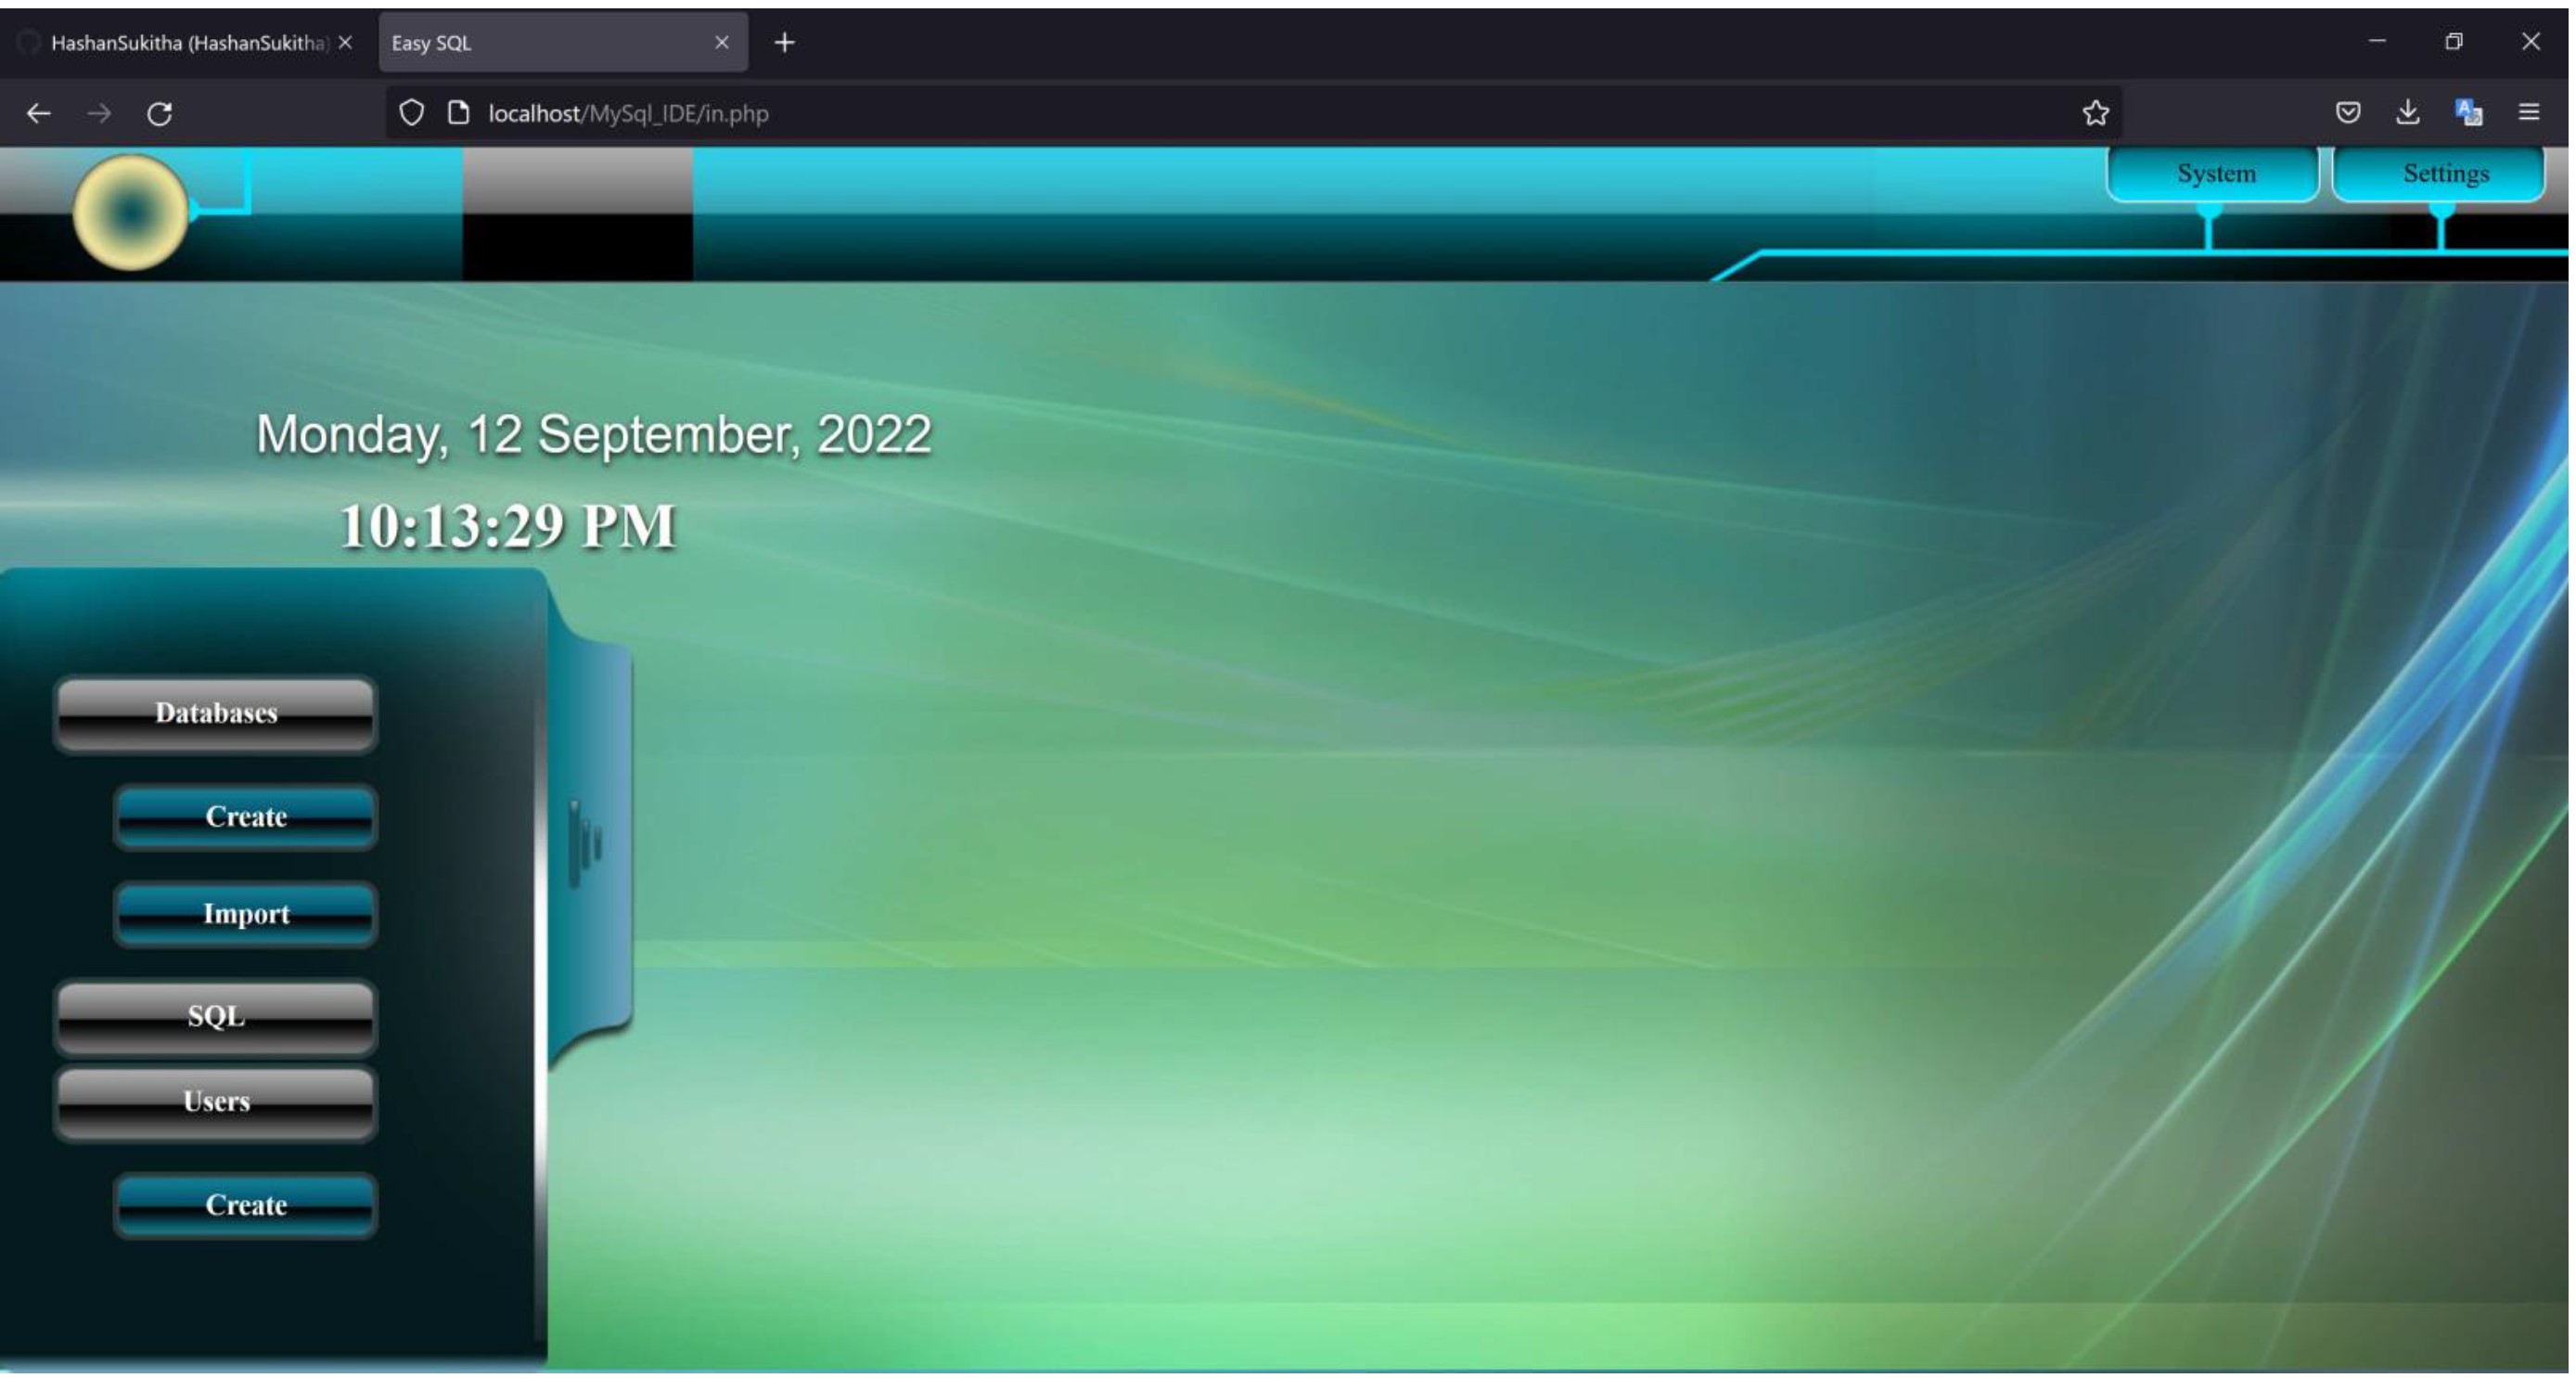 HashanSukitha (HashanSukitha)
Easy SQL
localhost/MySql_IDE/in.php
System
Settings
Monday, 12 September, 2022
10:13:29 PM
Databases
Create
Import
SQL
Users
Create